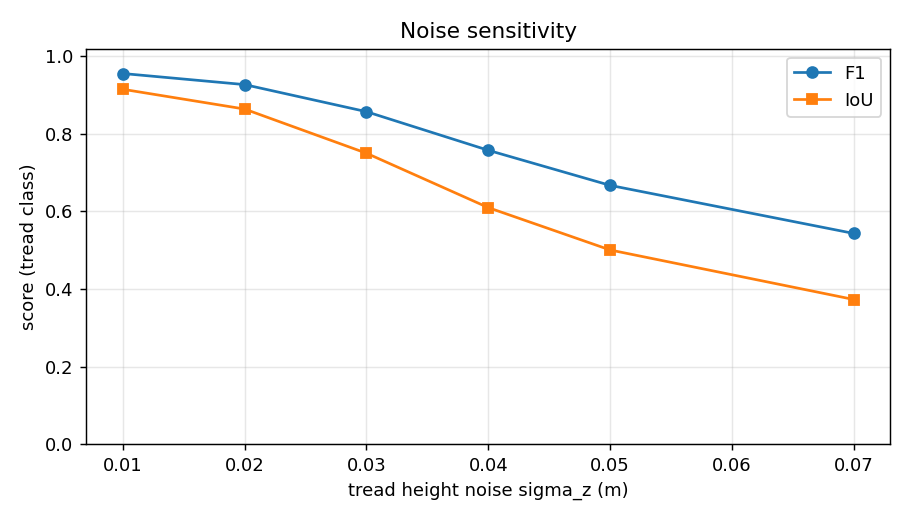 Noise sensitivity
F1
IoU
score (tread class)
1.0
0.8
0.6
0.4
0.2
0.0
0.01 0.02 0.03 0.04 0.05 0.06 0.07
tread height noise sigma_z (m)